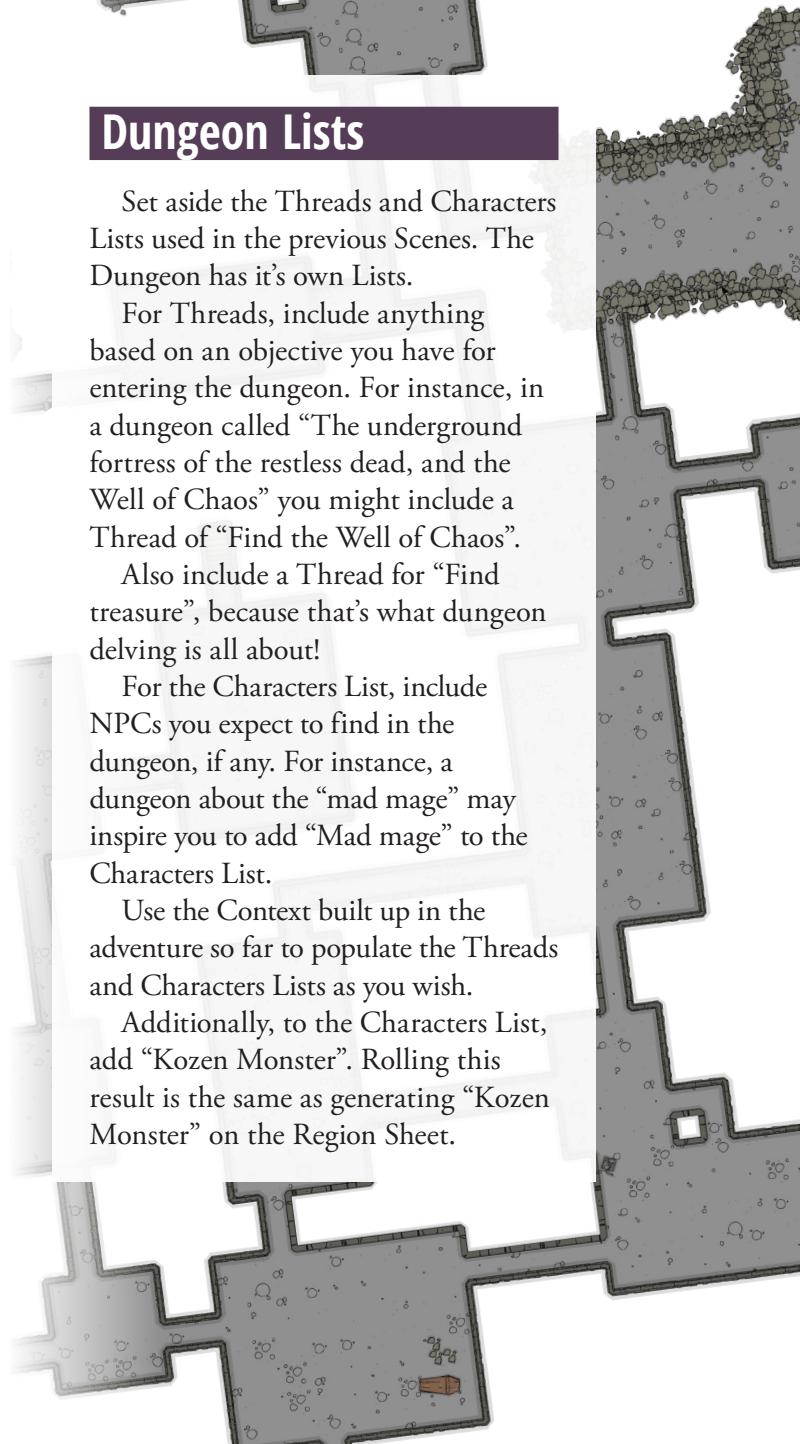 Dungeon Lists
Set aside the Threads and Characters
Lists used in the previous Scenes. The
Dungeon has it’s own Lists.
For Threads, include anything
based on an objective you have for
entering the dungeon. For instance, in
a dungeon called “The underground
fortress of the restless dead, and the
Well of Chaos” you might include a
Thread of “Find the Well of Chaos”.
Also include a Thread for “Find
treasure”, because that’s what dungeon
delving is all about!
For the Characters List, include
NPCs you expect to find in the
dungeon, if any. For instance, a
dungeon about the “mad mage” may
inspire you to add “Mad mage” to the
Characters List.
Use the Context built up in the
adventure so far to populate the Threads
and Characters Lists as you wish.
Additionally, to the Characters List,
add “Kozen Monster”. Rolling this
result is the same as generating “Kozen
Monster” on the Region Sheet.